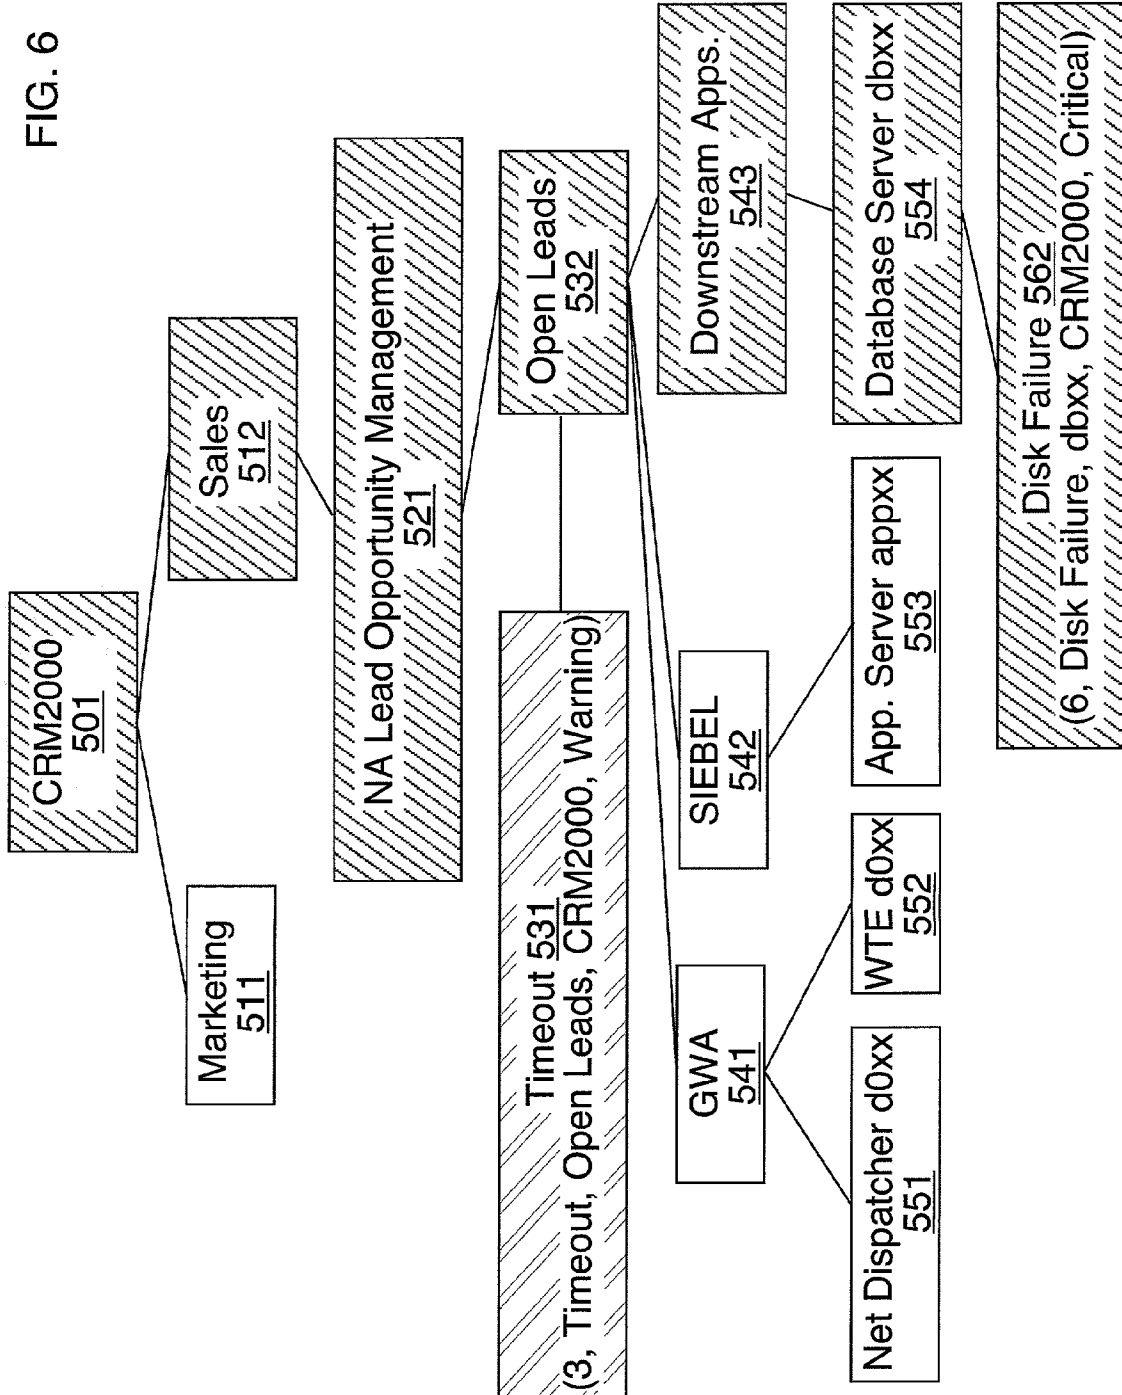 FIG. 6
CRM2000
501
Marketing
511
Sales
512
NA Lead Opportunity Management
521
Timeout 531
(3, Timeout, Open Leads, CRM2000, Warning)
Open Leads
532
GWA
541
SIEBEL
542
Downstream Apps.
543
Net Dispatcher d0xx
551
WTE d0xx
552
App. Server appxx
553
Database Server dbxx
554
Disk Failure 562
(6, Disk Failure, dbxx, CRM2000, Critical)